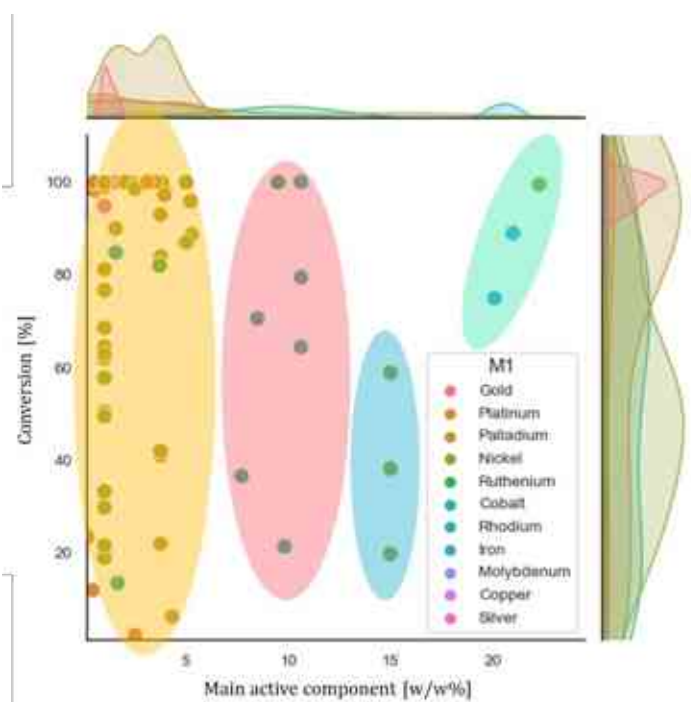 100
80
60
40
20
Conversion [%]
M1
Gold
Platinum
Palladium
Nickel
Ruthenium
Cobalt
Rhodium
Iron
Molybdenum
Copper
Silver
5 10 15 20
Main active component [w/w%]